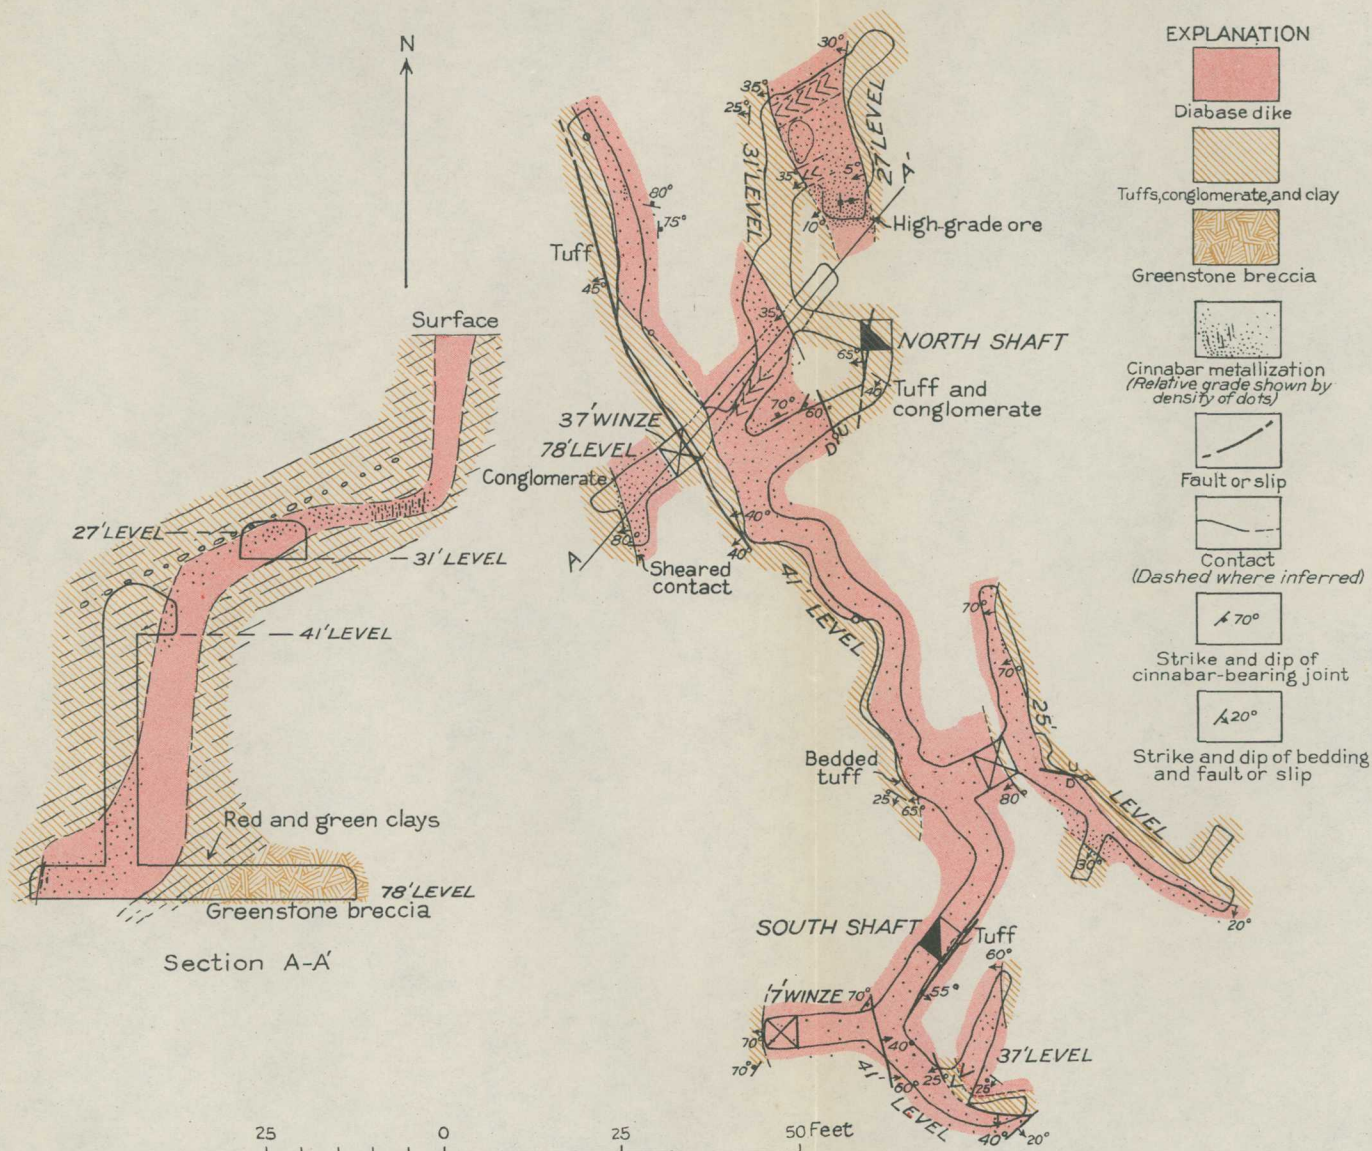 N
Surface
27' LEVEL
31' LEVEL
41' LEVEL
Red and green clays
78' LEVEL
Greenstone breccia
Section A-A'
25 0 25 50 Feet
30°
35°
25°
31' LEVEL
27' LEVEL
A'
35°
5°
10°
High-grade ore
80°
75°
Tuff
45°
35°
NORTH SHAFT
65°
40°
Tuff and
conglomerate
70°
60°
U
D
37' WINZE
78' LEVEL
Conglomerate
80°
A
Sheared
contact
40°
40°
41' LEVEL
70°
70°
25' LEVEL
U
D
Bedded
tuff
25°
65°
80°
30°
20°
SOUTH SHAFT
Tuff
60°
55°
17' WINZE
70°
70°
70°
40°
41' LEVEL
60°
25°
25°
37' LEVEL
40°
20°
EXPLANATION
Diabase dike
Tuffs, conglomerate, and clay
Greenstone breccia
Cinnabar metallization
(Relative grade shown by
density of dots)
Fault or slip
Contact
(Dashed where inferred)
70°
Strike and dip of
cinnabar-bearing joint
20°
Strike and dip of bedding
and fault or slip